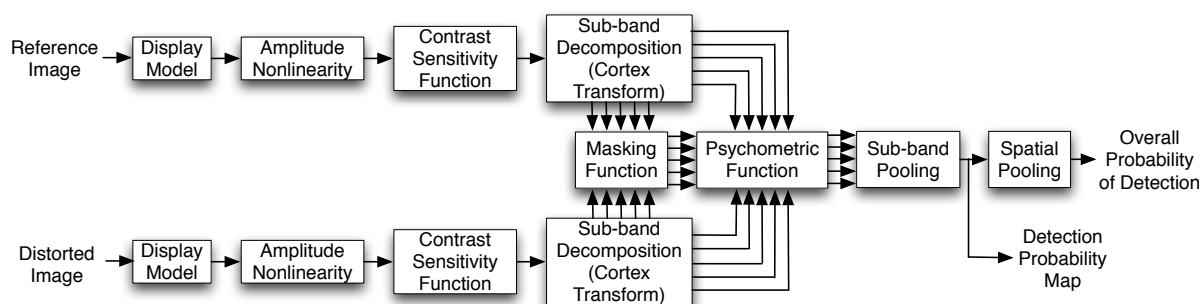 Reference
Image
Display
Model
Amplitude
Nonlinearity
Contrast
Sensitivity
Function
Sub-band
Decomposition
(Cortex
Transform)
Masking
Function
Psychometric
Function
Sub-band
Pooling
Spatial
Pooling
Overall
Probability
of Detection
Distorted
Image
Display
Model
Amplitude
Nonlinearity
Contrast
Sensitivity
Function
Sub-band
Decomposition
(Cortex
Transform)
Detection
Probability
Map